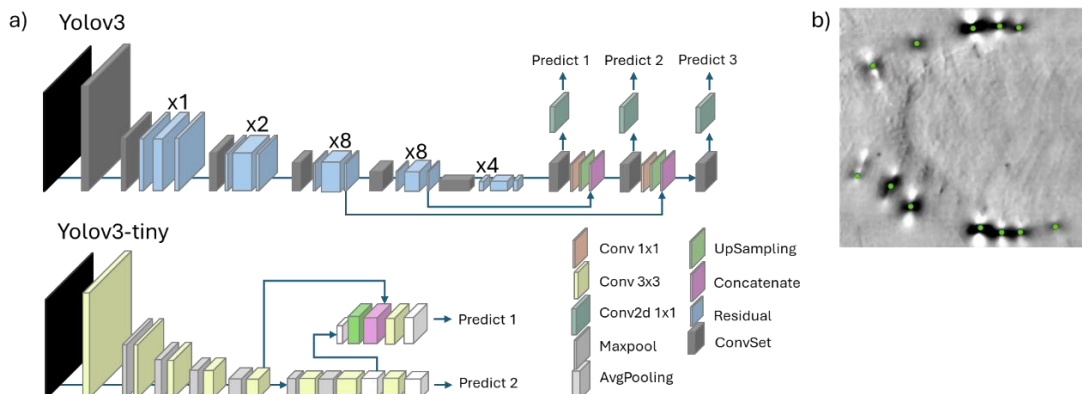 a)
Yolov3
x1
x2
x8
x8
x4
Predict 1
Predict 2
Predict 3
b)
Yolov3-tiny
Predict 1
Predict 2
Conv 1x1
Conv 3x3
Conv2d 1x1
Maxpool
AvgPooling
UpSampling
Concatenate
Residual
ConvSet